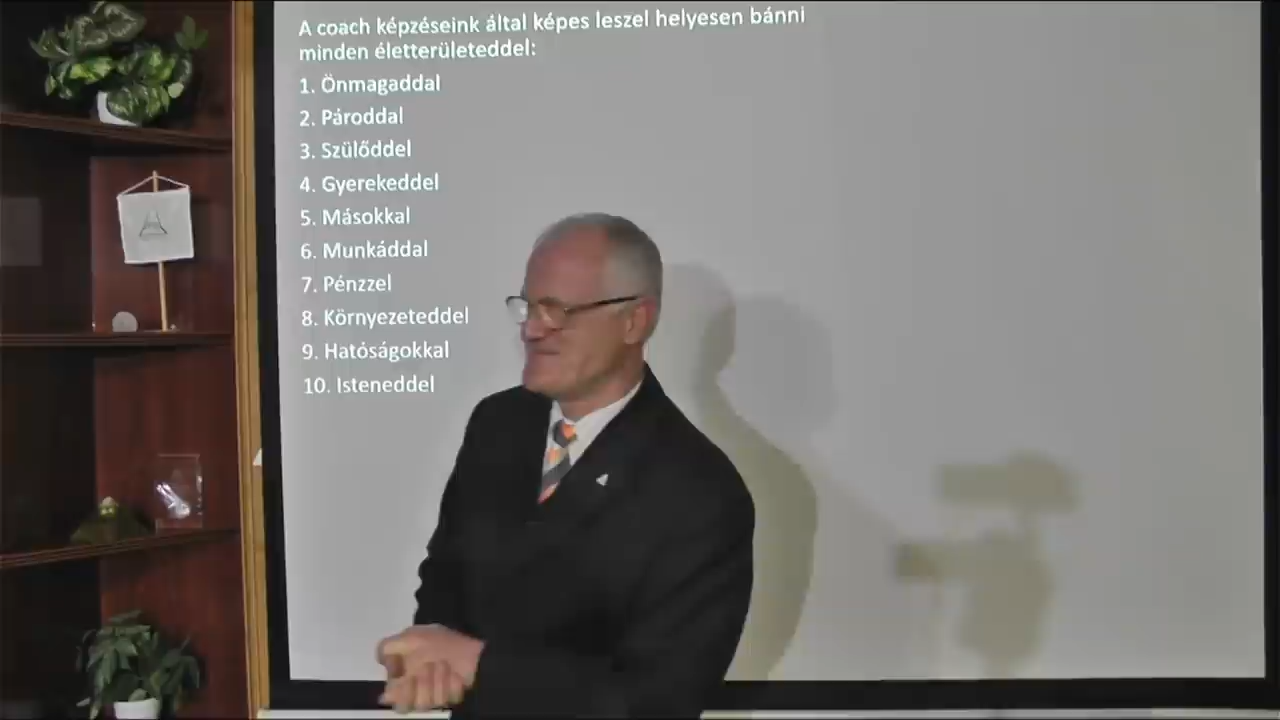 A coach képzéseink által képes leszel helyesen bánni
minden életterületeddel:
1. Önmagaddal
2. Pároddal
3. Szülőddel
4. Gyerekeddel
5. Másokkal
6. Munkáddal
7. Pénzzel
8. Környezeteddel
9. Hatóságokkal
10. Isteneddel